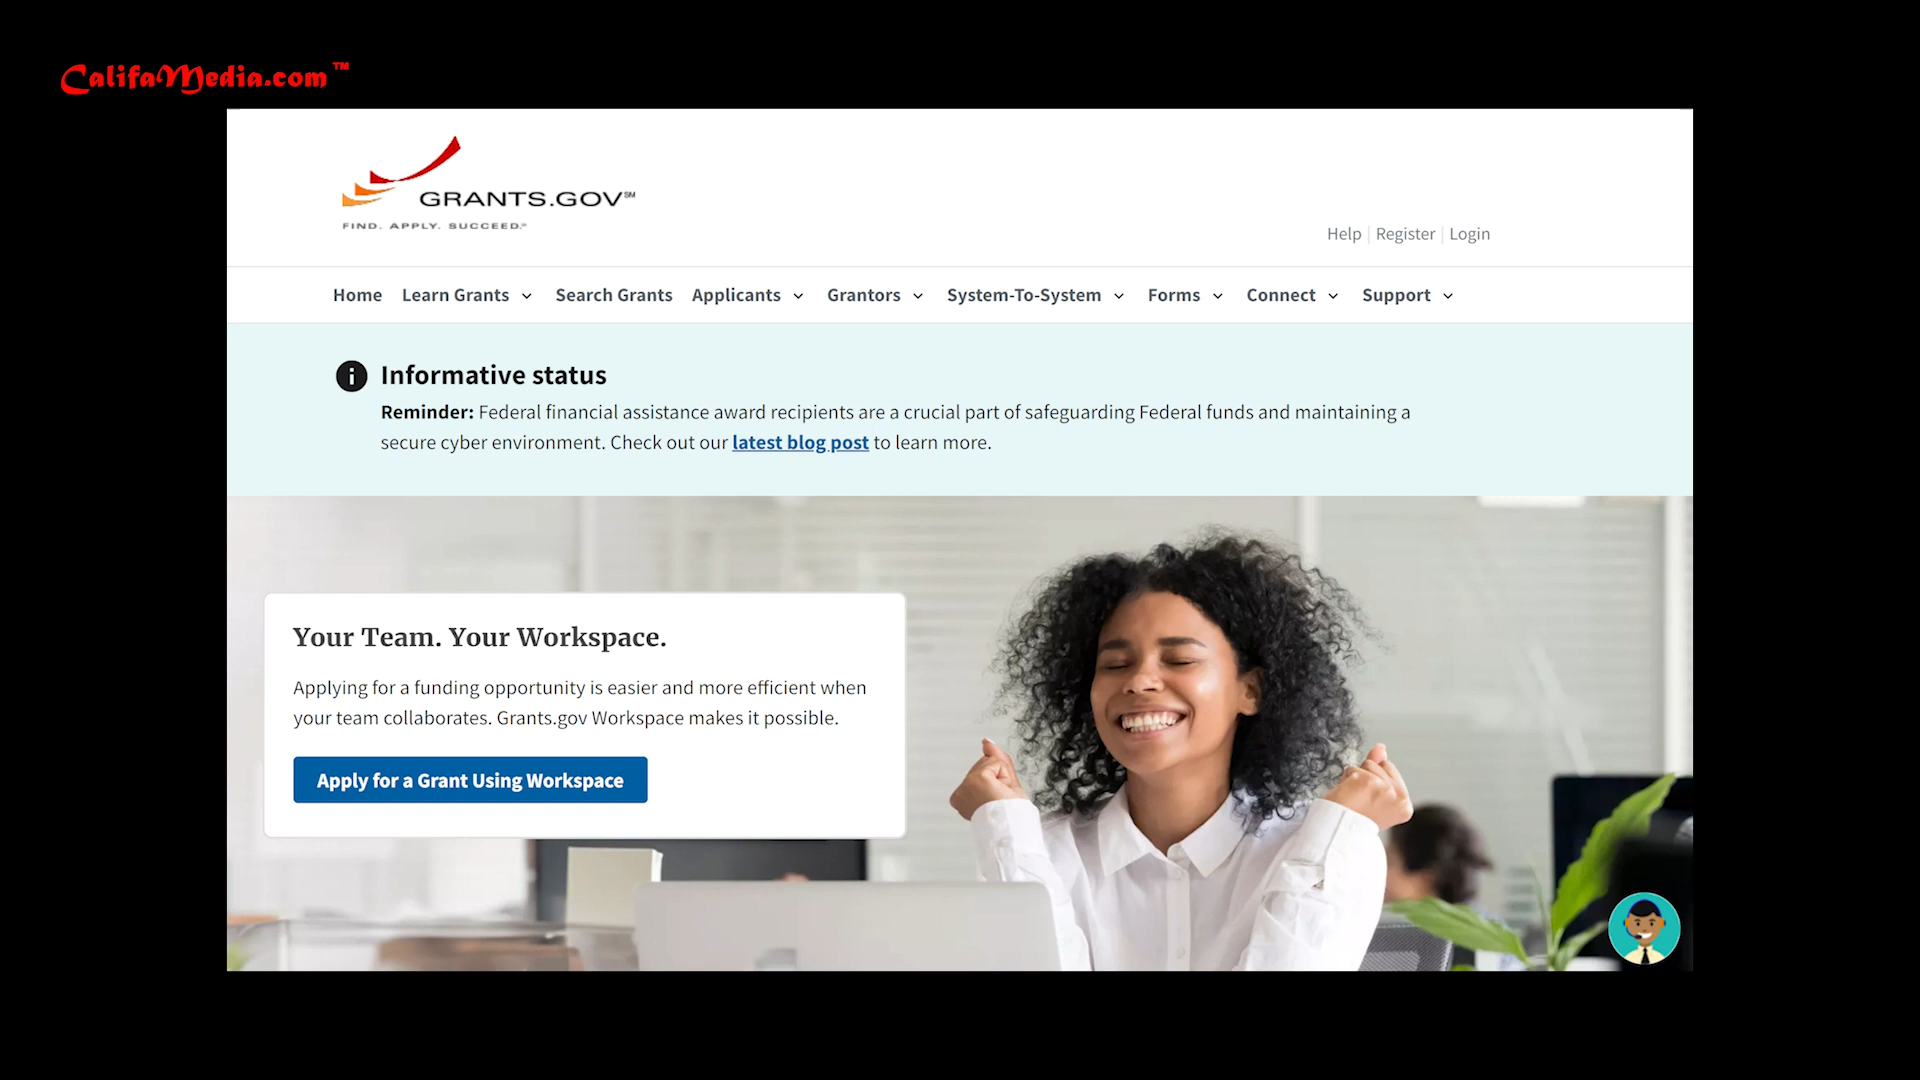 CalifaMedia.com™
GRANTS.GOV℠
FIND. APPLY. SUCCEED.℠
Help | Register | Login
Home Learn Grants Search Grants Applicants Grantors System-To-System Forms Connect Support
Informative status
Reminder: Federal financial assistance award recipients are a crucial part of safeguarding Federal funds and maintaining a
secure cyber environment. Check out our latest blog post to learn more.
Your Team. Your Workspace.
Applying for a funding opportunity is easier and more efficient when
your team collaborates. Grants.gov Workspace makes it possible.
Apply for a Grant Using Workspace